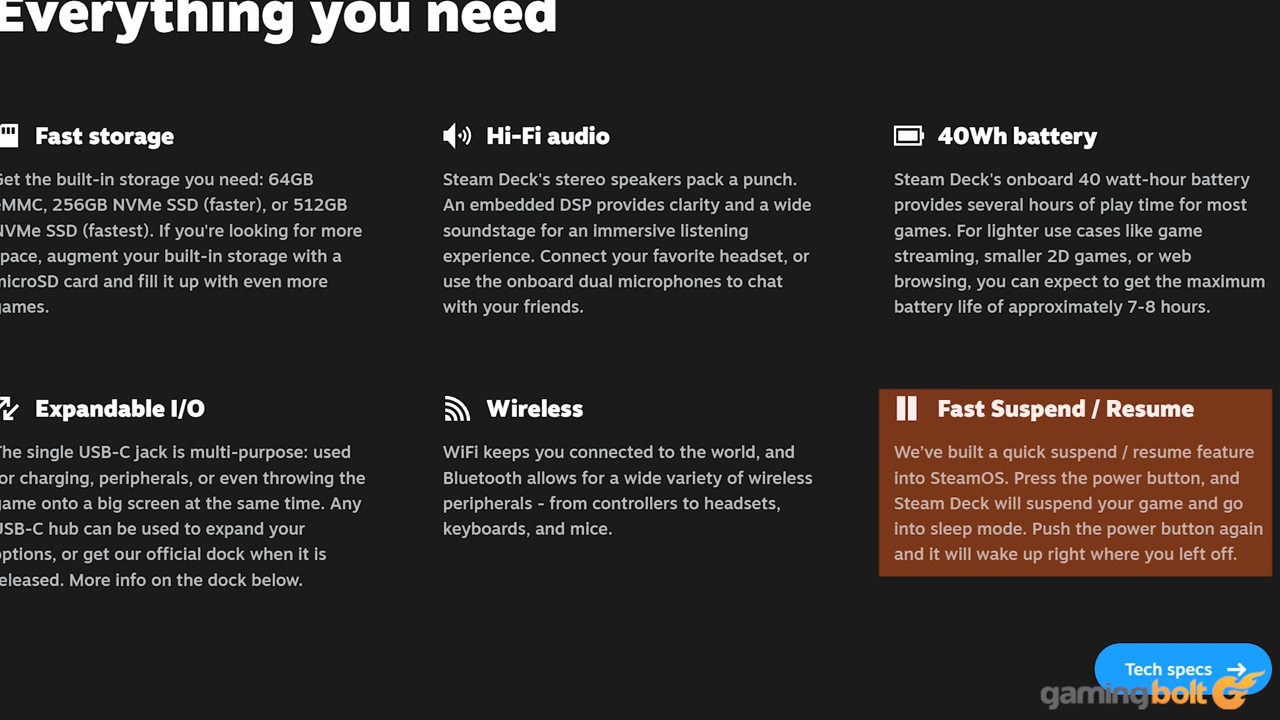 Everything you need
Fast storage
Get the built-in storage you need: 64GB
eMMC, 256GB NVMe SSD (faster), or 512GB
NVMe SSD (fastest). If you're looking for more
space, augment your built-in storage with a
microSD card and fill it up with even more
games.
Hi-Fi audio
Steam Deck's stereo speakers pack a punch.
An embedded DSP provides clarity and a wide
soundstage for an immersive listening
experience. Connect your favorite headset, or
use the onboard dual microphones to chat
with your friends.
40Wh battery
Steam Deck's onboard 40 watt-hour battery
provides several hours of play time for most
games. For lighter use cases like game
streaming, smaller 2D games, or web
browsing, you can expect to get the maximum
battery life of approximately 7-8 hours.
Expandable I/O
The single USB-C jack is multi-purpose: used
for charging, peripherals, or even throwing the
game onto a big screen at the same time. Any
USB-C hub can be used to expand your
options, or get our official dock when it is
released. More info on the dock below.
Wireless
WiFi keeps you connected to the world, and
Bluetooth allows for a wide variety of wireless
peripherals - from controllers to headsets,
keyboards, and mice.
Fast Suspend / Resume
We've built a quick suspend / resume feature
into SteamOS. Press the power button, and
Steam Deck will suspend your game and go
into sleep mode. Push the power button again
and it will wake up right where you left off.
Tech specs
gamingbolt